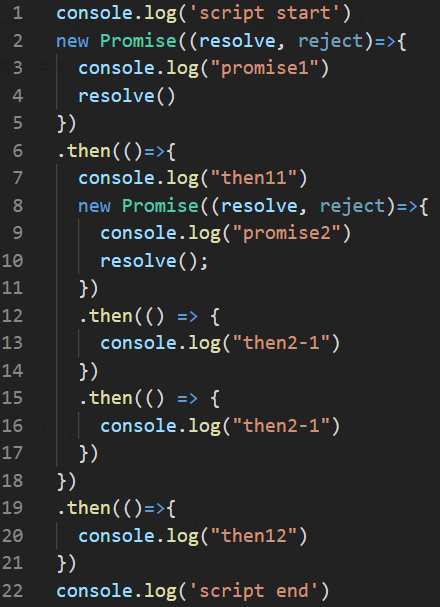 1 console.log('script start')
2 new Promise((resolve, reject)=>{
3   console.log("promise1")
4   resolve()
5 })
6 .then(()=>{
7   console.log("then11")
8   new Promise((resolve, reject)=>{
9     console.log("promise2")
10     resolve();
11   })
12   .then(() => {
13     console.log("then2-1")
14   })
15   .then(() => {
16     console.log("then2-1")
17   })
18 })
19 .then(()=>{
20   console.log("then12")
21 })
22 console.log('script end')